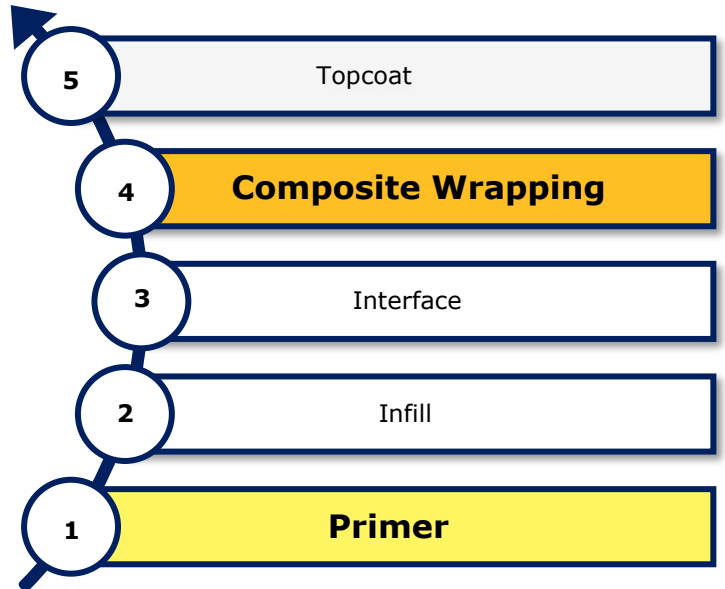 5 Topcoat
4 Composite Wrapping
3 Interface
2 Infill
1 Primer